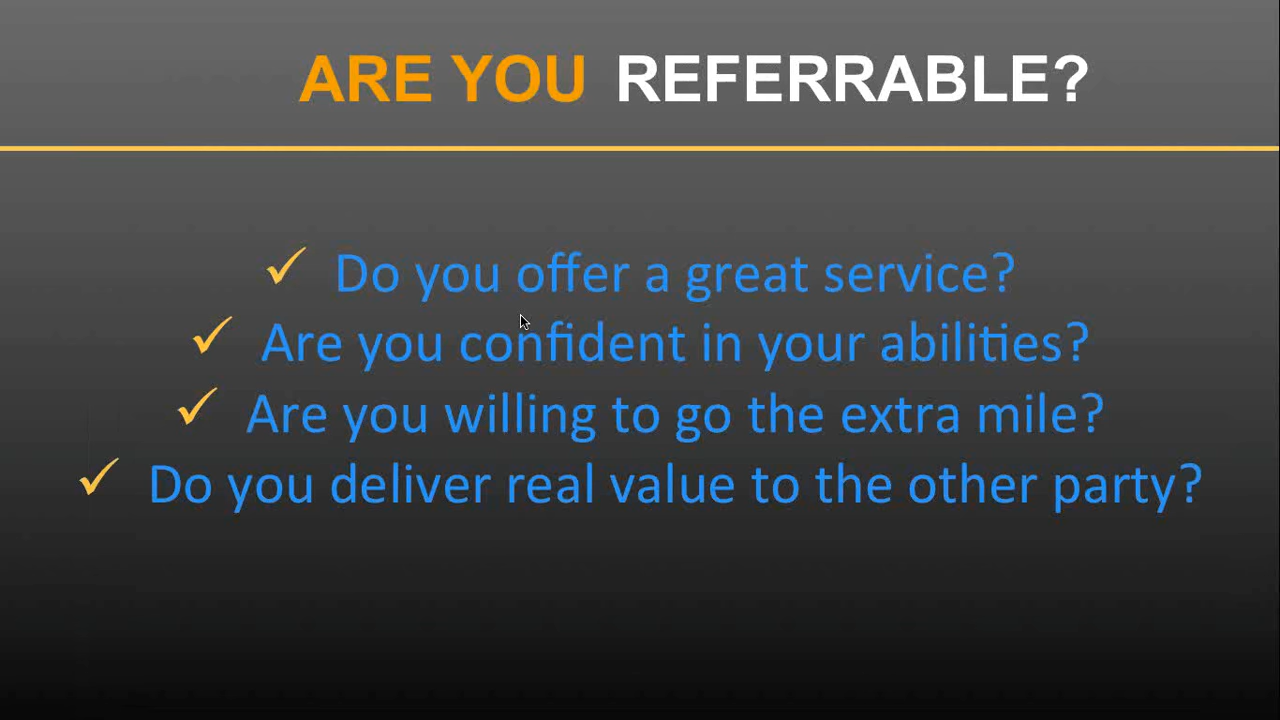 ARE YOU REFERRABLE?
✓ Do you offer a great service?
✓ Are you confident in your abilities?
✓ Are you willing to go the extra mile?
✓ Do you deliver real value to the other party?